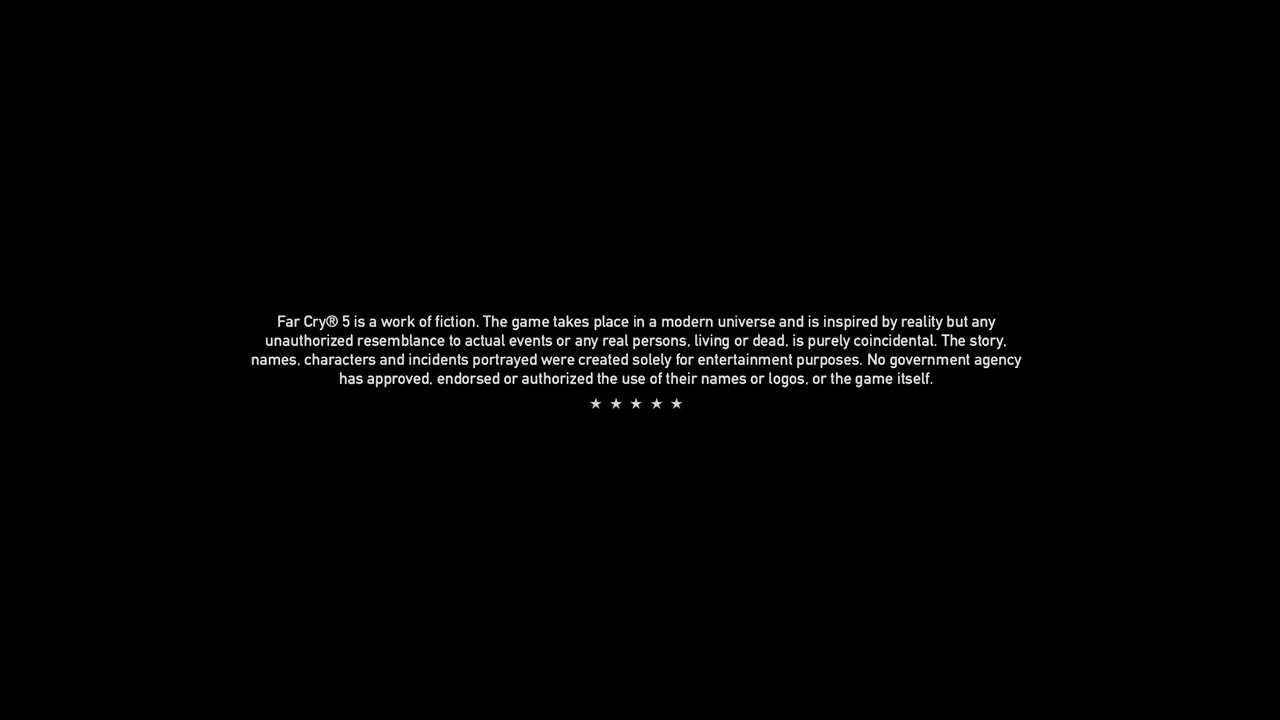 Far Cry® 5 is a work of fiction. The game takes place in a modern universe and is inspired by reality but any
unauthorized resemblance to actual events or any real persons, living or dead, is purely coincidental. The story,
names, characters and incidents portrayed were created solely for entertainment purposes. No government agency
has approved, endorsed or authorized the use of their names or logos, or the game itself.
★ ★ ★ ★ ★